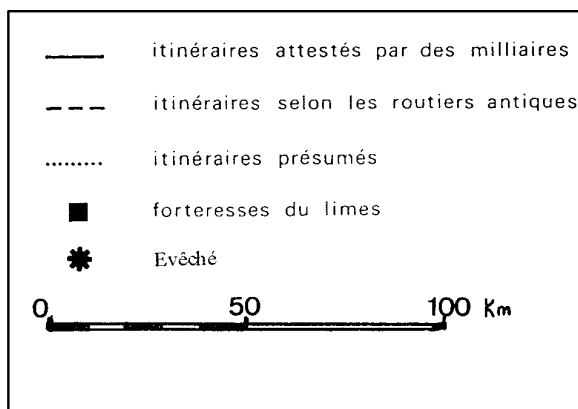 itinéraires attestés par des milliaires
itinéraires selon les routiers antiques
itinéraires présumés
forteresses du limes
Evêché
0 50 100 Km